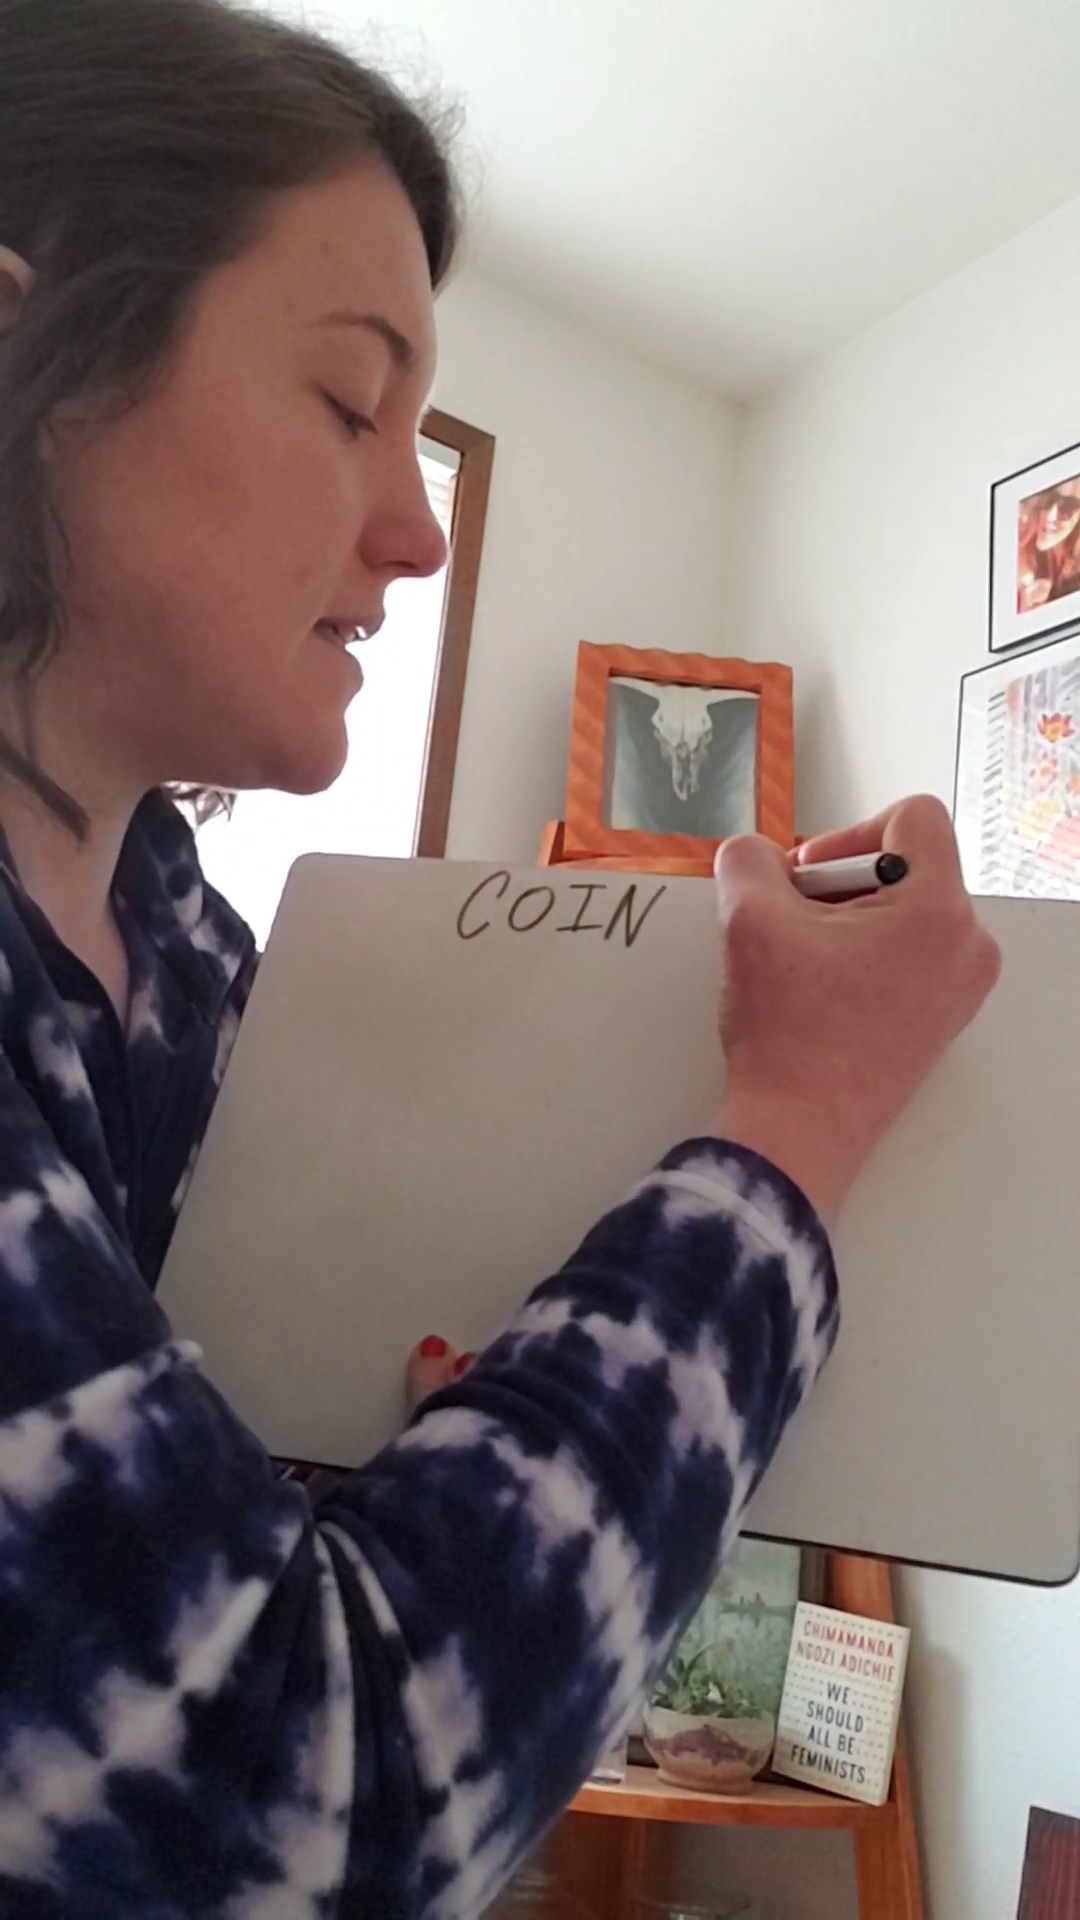 COIN
CHIMAMANDA
NGOZI ADICHIE
WE
SHOULD
ALL BE
FEMINISTS